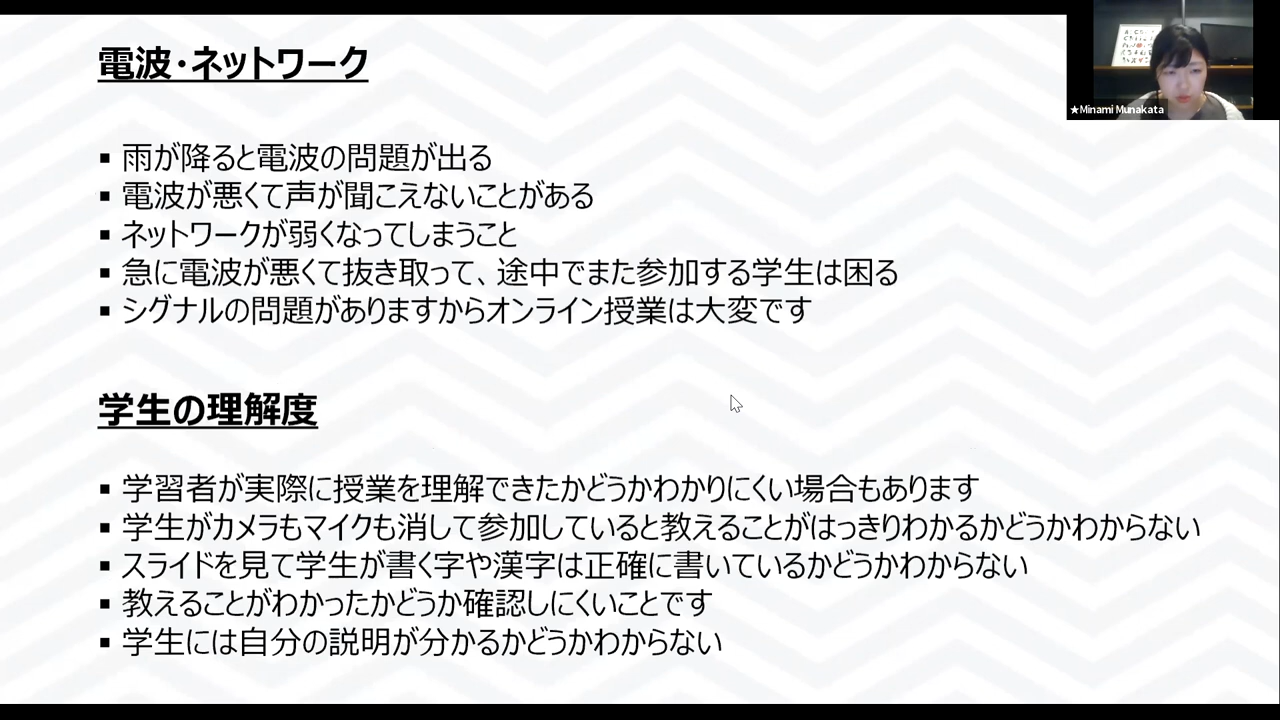 電波・ネットワーク
★Minami Munakata
▪ 雨が降ると電波の問題が出る
▪ 電波が悪くて声が聞こえないことがある
▪ ネットワークが弱くなってしまうこと
▪ 急に電波が悪くて抜き取って、途中でまた参加する学生は困る
▪ シグナルの問題がありますからオンライン授業は大変です
学生の理解度
▪ 学習者が実際に授業を理解できたかどうかわかりにくい場合もあります
▪ 学生がカメラもマイクも消して参加していると教えることがはっきりわかるかどうかわからない
▪ スライドを見て学生が書く字や漢字は正確に書いているかどうかわからない
▪ 教えることがわかったかどうか確認しにくいことです
▪ 学生には自分の説明が分かるかどうかわからない